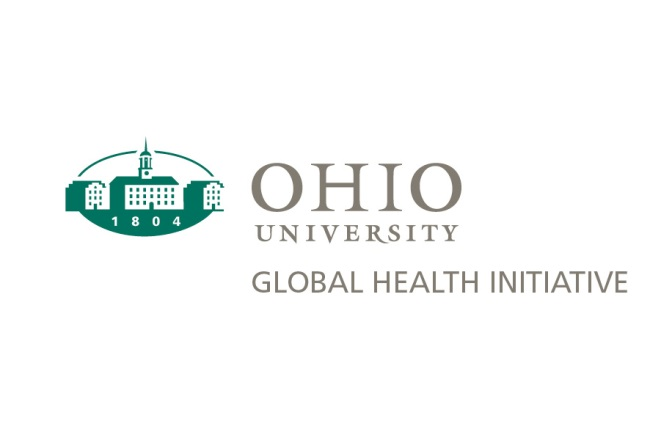 1804
OHIO
UNIVERSITY
GLOBAL HEALTH INITIATIVE